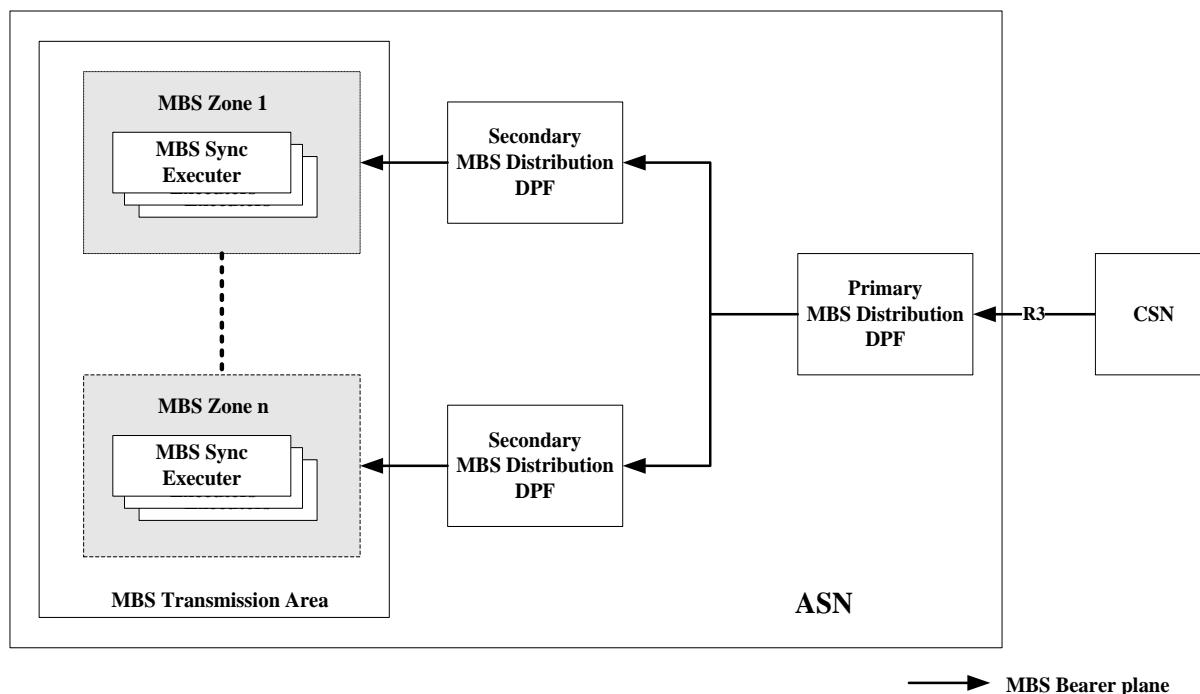 MBS Zone 1
MBS Sync
Executer
Secondary
MBS Distribution
DPF
Primary
MBS Distribution
DPF
R3
CSN
MBS Zone n
MBS Sync
Executer
Secondary
MBS Distribution
DPF
MBS Transmission Area
ASN
MBS Bearer plane